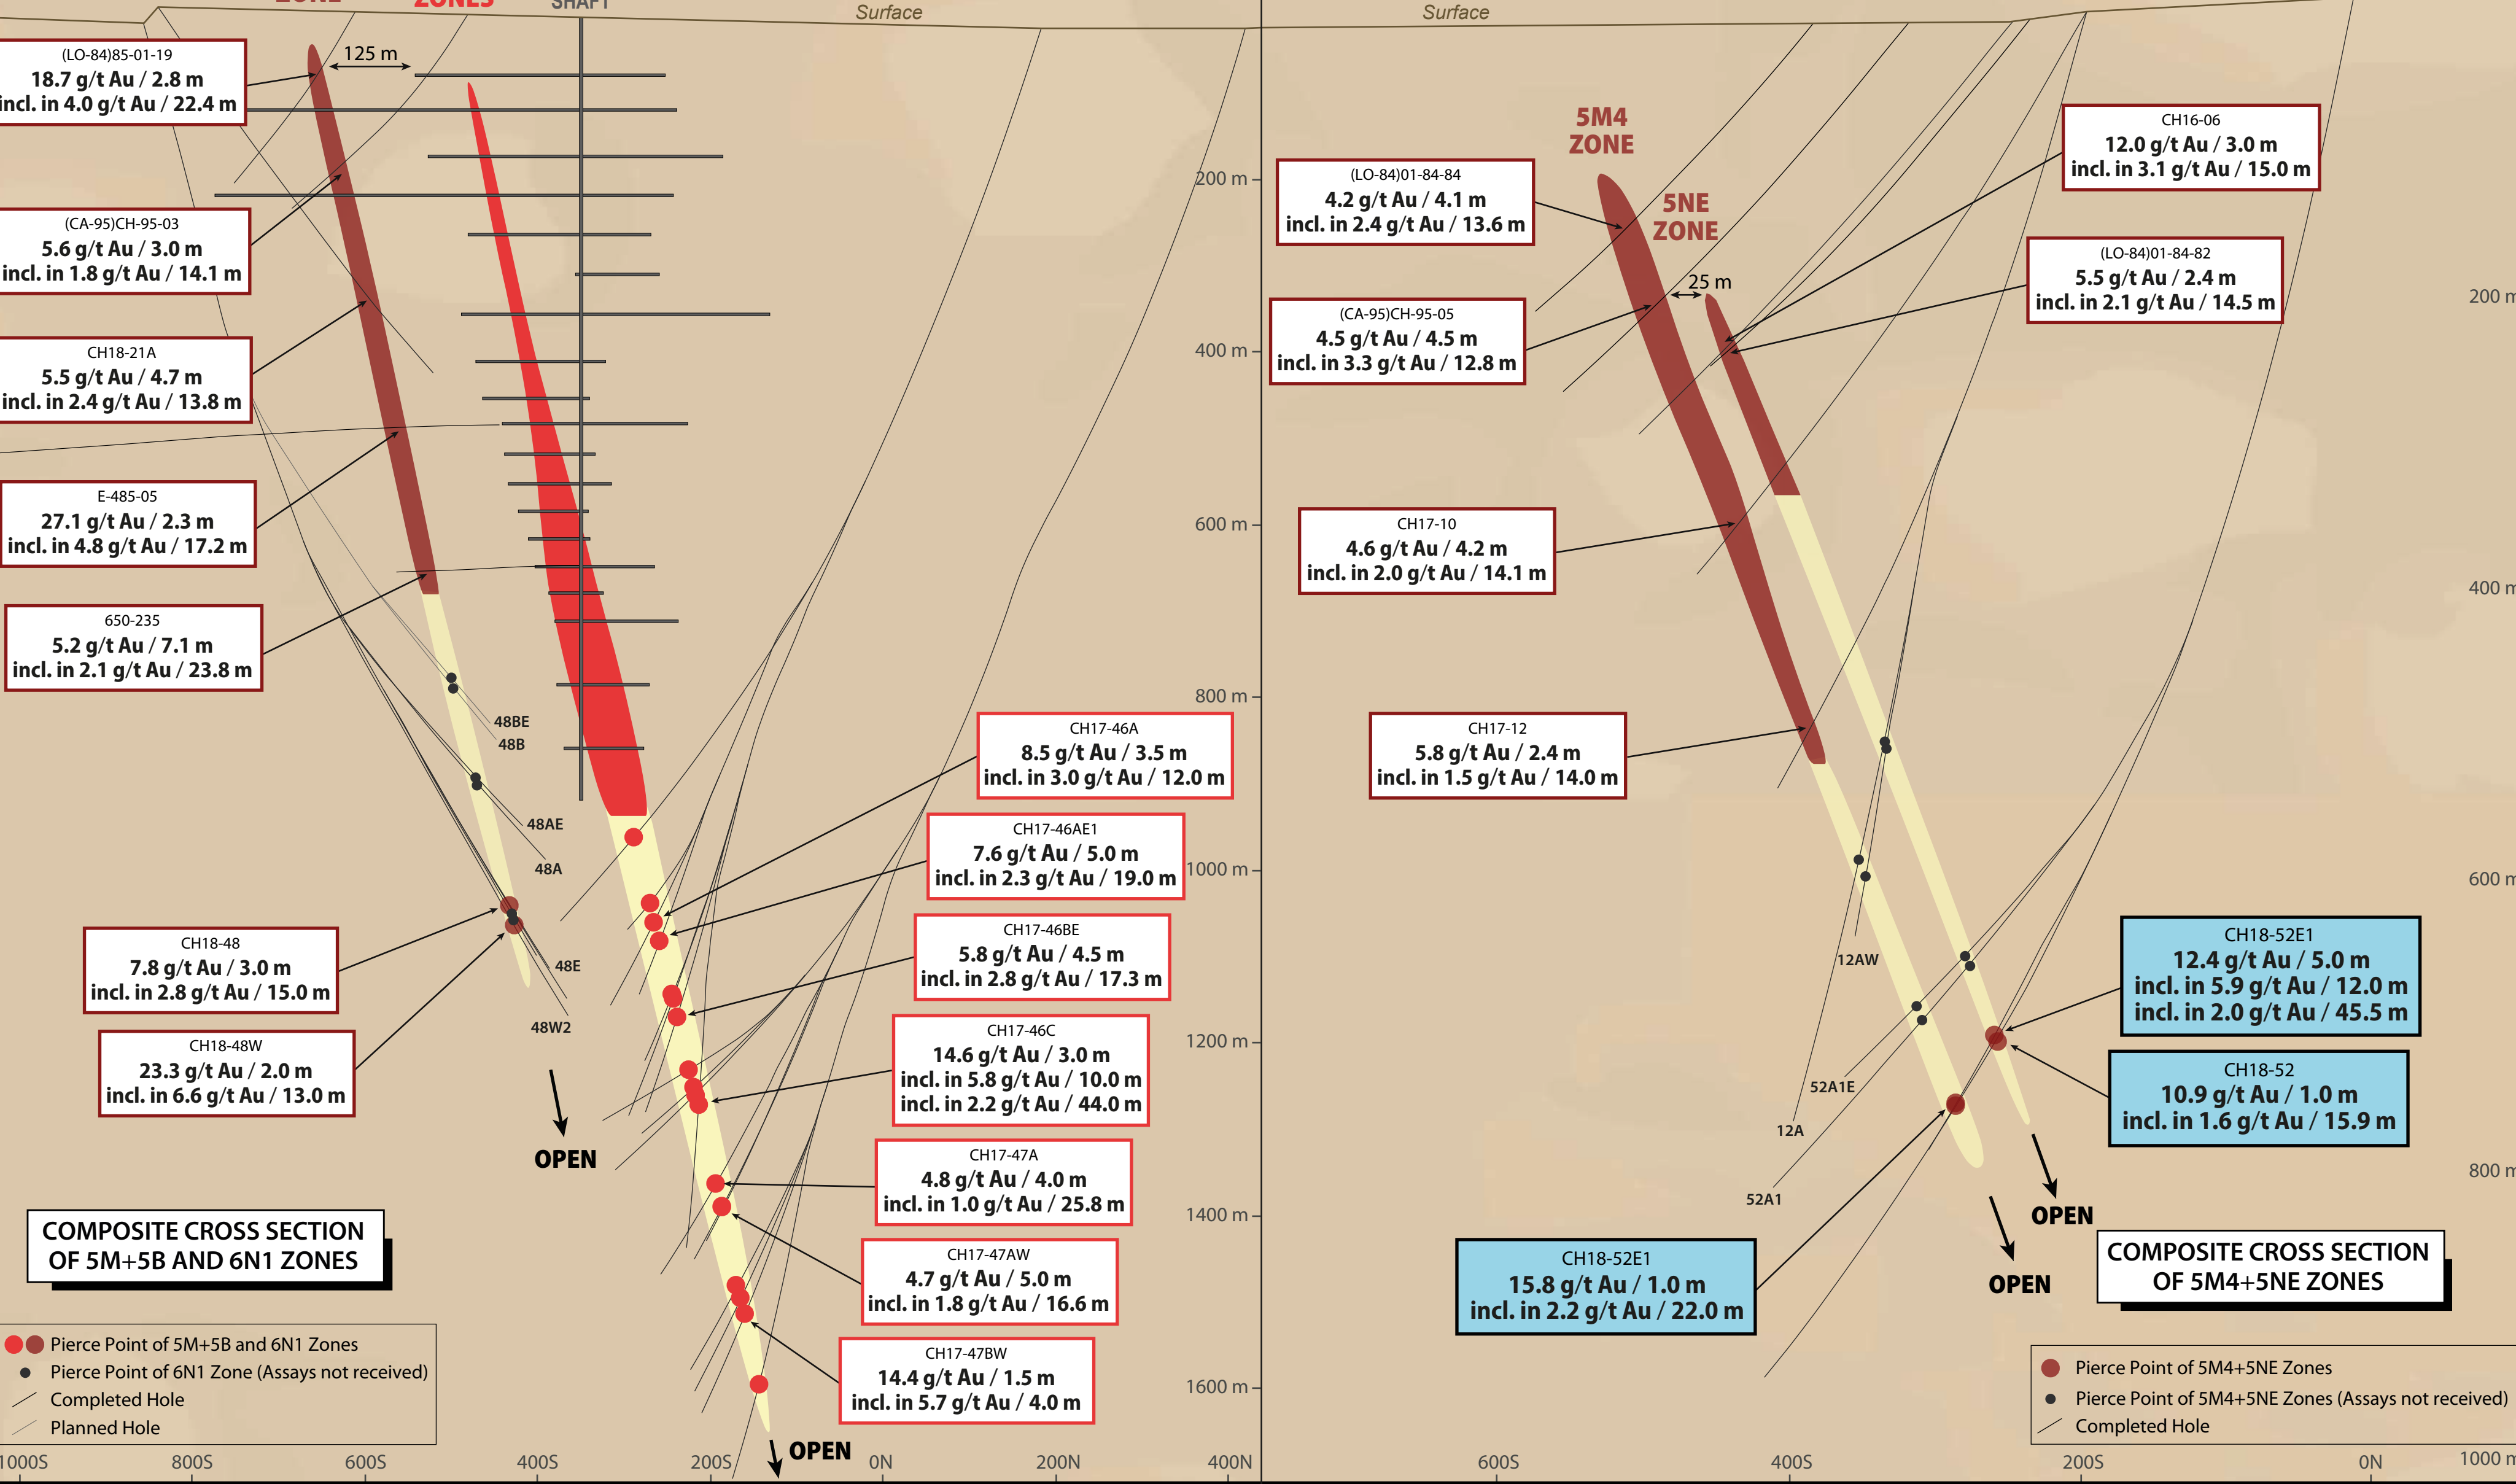 ZONE
ZONES
SHAFT
Surface
(LO-84)85-01-19
18.7 g/t Au / 2.8 m
incl. in 4.0 g/t Au / 22.4 m
125 m
(CA-95)CH-95-03
5.6 g/t Au / 3.0 m
incl. in 1.8 g/t Au / 14.1 m
CH18-21A
5.5 g/t Au / 4.7 m
incl. in 2.4 g/t Au / 13.8 m
E-485-05
27.1 g/t Au / 2.3 m
incl. in 4.8 g/t Au / 17.2 m
650-235
5.2 g/t Au / 7.1 m
incl. in 2.1 g/t Au / 23.8 m
48BE
48B
48AE
48A
CH18-48
7.8 g/t Au / 3.0 m
incl. in 2.8 g/t Au / 15.0 m
48E
48W2
CH18-48W
23.3 g/t Au / 2.0 m
incl. in 6.6 g/t Au / 13.0 m
OPEN
CH17-46A
8.5 g/t Au / 3.5 m
incl. in 3.0 g/t Au / 12.0 m
CH17-46AE1
7.6 g/t Au / 5.0 m
incl. in 2.3 g/t Au / 19.0 m
CH17-46BE
5.8 g/t Au / 4.5 m
incl. in 2.8 g/t Au / 17.3 m
CH17-46C
14.6 g/t Au / 3.0 m
incl. in 5.8 g/t Au / 10.0 m
incl. in 2.2 g/t Au / 44.0 m
CH17-47A
4.8 g/t Au / 4.0 m
incl. in 1.0 g/t Au / 25.8 m
CH17-47AW
4.7 g/t Au / 5.0 m
incl. in 1.8 g/t Au / 16.6 m
CH17-47BW
14.4 g/t Au / 1.5 m
incl. in 5.7 g/t Au / 4.0 m
OPEN
200 m
400 m
600 m
800 m
1000 m
1200 m
1400 m
1600 m
COMPOSITE CROSS SECTION
OF 5M+5B AND 6N1 ZONES
Pierce Point of 5M+5B and 6N1 Zones
Pierce Point of 6N1 Zone (Assays not received)
Completed Hole
Planned Hole
1000S
800S
600S
400S
200S
0N
200N
400N
Surface
5M4
ZONE
5NE
ZONE
25 m
(LO-84)01-84-84
4.2 g/t Au / 4.1 m
incl. in 2.4 g/t Au / 13.6 m
(CA-95)CH-95-05
4.5 g/t Au / 4.5 m
incl. in 3.3 g/t Au / 12.8 m
CH17-10
4.6 g/t Au / 4.2 m
incl. in 2.0 g/t Au / 14.1 m
CH17-12
5.8 g/t Au / 2.4 m
incl. in 1.5 g/t Au / 14.0 m
CH16-06
12.0 g/t Au / 3.0 m
incl. in 3.1 g/t Au / 15.0 m
(LO-84)01-84-82
5.5 g/t Au / 2.4 m
incl. in 2.1 g/t Au / 14.5 m
12AW
52A1E
12A
52A1
CH18-52E1
12.4 g/t Au / 5.0 m
incl. in 5.9 g/t Au / 12.0 m
incl. in 2.0 g/t Au / 45.5 m
CH18-52
10.9 g/t Au / 1.0 m
incl. in 1.6 g/t Au / 15.9 m
CH18-52E1
15.8 g/t Au / 1.0 m
incl. in 2.2 g/t Au / 22.0 m
OPEN
OPEN
200 m
400 m
600 m
800 m
1000 m
COMPOSITE CROSS SECTION
OF 5M4+5NE ZONES
Pierce Point of 5M4+5NE Zones
Pierce Point of 5M4+5NE Zones (Assays not received)
Completed Hole
600S
400S
200S
0N